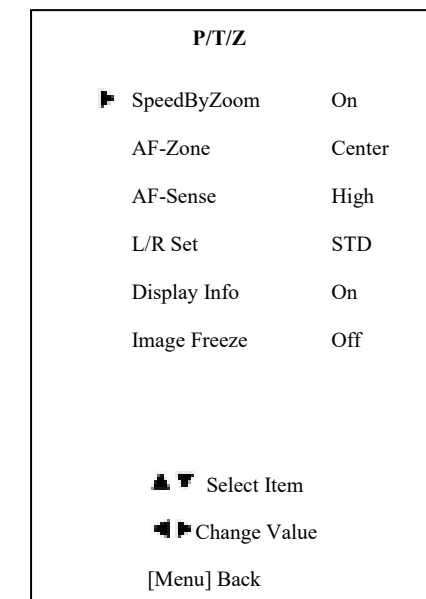 P/T/Z
SpeedByZoom On
AF-Zone Center
AF-Sense High
L/R Set STD
Display Info On
Image Freeze Off
Select Item
Change Value
[Menu] Back